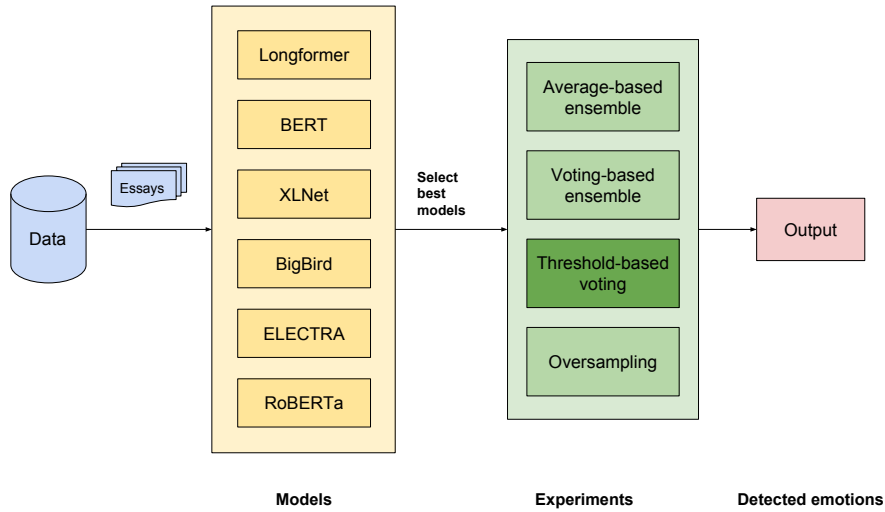 Data
Essays
Longformer
BERT
XLNet
BigBird
ELECTRA
RoBERTa
Models
Select
best
models
Average-based
ensemble
Voting-based
ensemble
Threshold-based
voting
Oversampling
Experiments
Output
Detected emotions